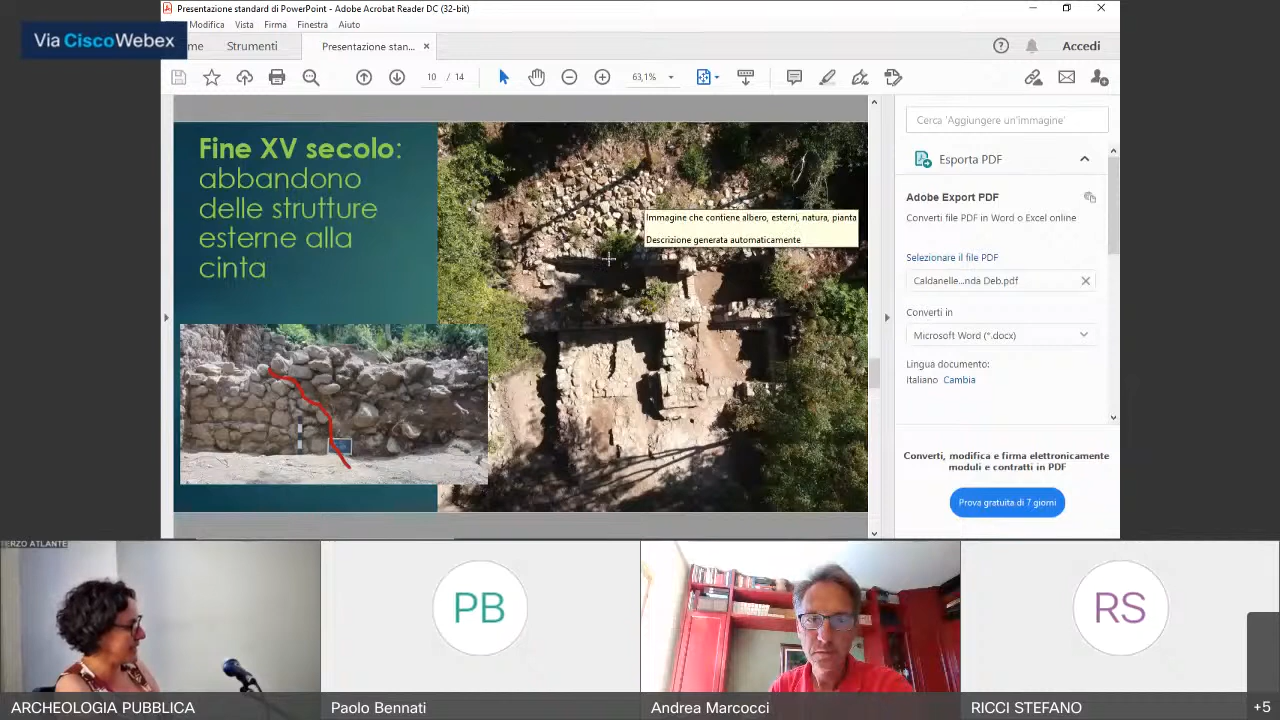 Presentazione standard di PowerPoint - Adobe Acrobat Reader DC (32-bit)
Modifica Vista Firma Finestra Aiuto
Via CiscoWebex
me Strumenti Presentazione stan... × Accedi
10 / 14 63,1%
Fine XV secolo:
abbandono
delle strutture
esterne alla
cinta
Immagine che contiene albero, esterni, natura, pianta
Descrizione generata automaticamente
Cerca 'Aggiungere un'immagine'
Esporta PDF
Adobe Export PDF
Converti file PDF in Word o Excel online
Selezionare il file PDF
Caldanelle...nda Deb.pdf
Converti in
Microsoft Word (*.docx)
Lingua documento:
Italiano Cambia
Converti, modifica e firma elettronicamente
moduli e contratti in PDF
Prova gratuita di 7 giorni
TERZO ATLANTE
PB
RS
ARCHEOLOGIA PUBBLICA
Paolo Bennati
Andrea Marcocci
RICCI STEFANO
+5